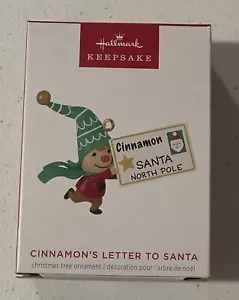 Hallmark
KEEPSAKE
Cinnamon
SANTA
NORTH POLE
CINNAMON'S LETTER TO SANTA
christmas tree ornament / décoration pour l'arbre de noël